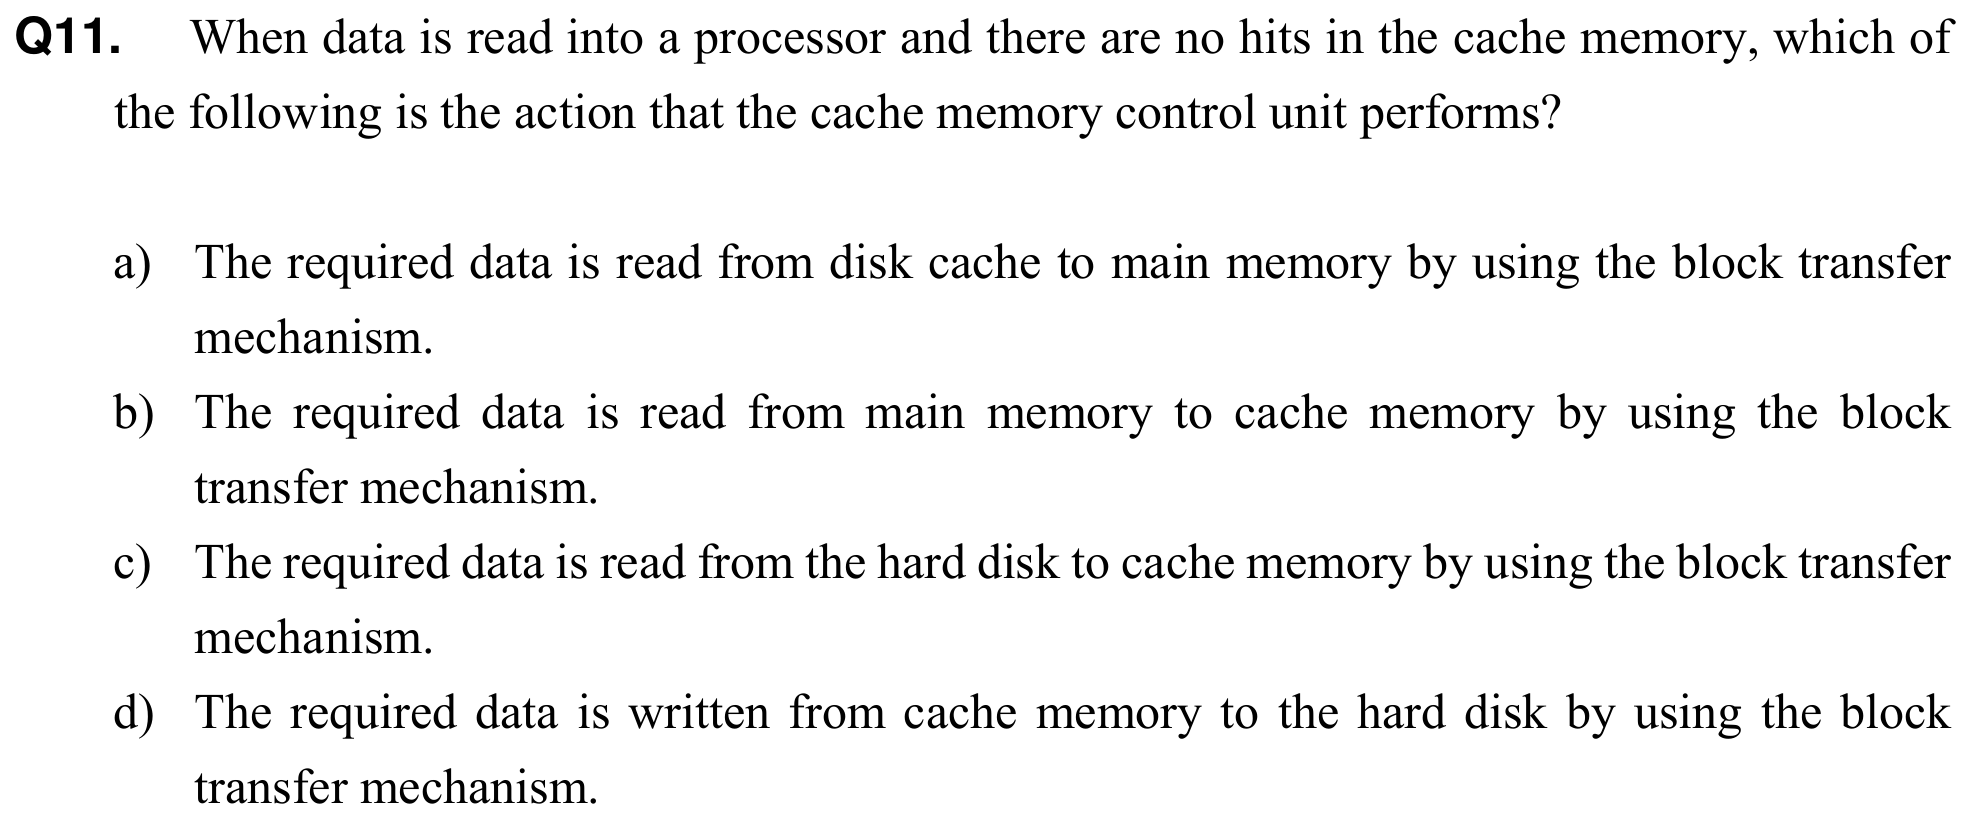 Q11. When data is read into a processor and there are no hits in the cache memory, which of
the following is the action that the cache memory control unit performs?
a) The required data is read from disk cache to main memory by using the block transfer
mechanism.
b) The required data is read from main memory to cache memory by using the block
transfer mechanism.
c) The required data is read from the hard disk to cache memory by using the block transfer
mechanism.
d) The required data is written from cache memory to the hard disk by using the block
transfer mechanism.